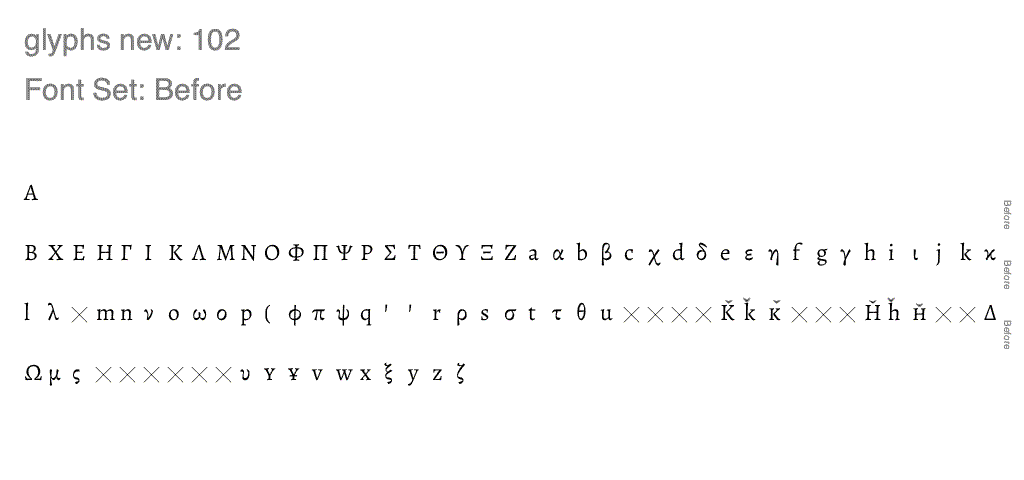 glyphs new: 102
Font Set: Before
Α
Β Χ Ε Η Γ Ι Κ Λ Μ Ν Ο Φ Π Ψ Ρ Σ Τ Θ Υ Ξ Ζ a α b β c χ d δ e ε η f g γ h i ι j k κ
l λ m n ν o ω ο p ( φ π ψ q ' ' r ρ s σ t τ θ u Ǩ ǩ ǩ Ȟ ȟ ʜ̌ Δ
Ω μ ς υ ʏ ¥ v w x ξ y z ζ
Before
Before
Before